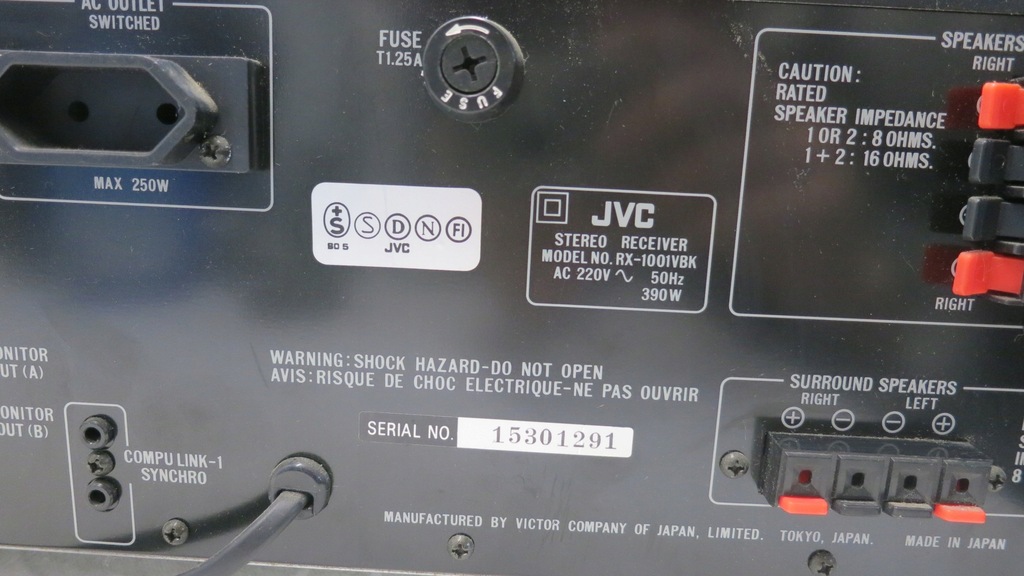 AC OUTLET
SWITCHED
MAX 250W
FUSE
T1.25A
FUSE
SPEAKERS
RIGHT
CAUTION:
RATED
SPEAKER IMPEDANCE
1 OR 2 : 8 OHMS.
1 + 2 : 16 OHMS.
RIGHT
+S S D N FI
BO 5 JVC
JVC
STEREO RECEIVER
MODEL NO. RX-1001VBK
AC 220V ~ 50Hz
390W
WARNING: SHOCK HAZARD-DO NOT OPEN
AVIS: RISQUE DE CHOC ELECTRIQUE-NE PAS OUVRIR
SERIAL NO. 15301291
ONITOR
UT (A)
ONITOR
OUT (B)
COMPU LINK-1
SYNCHRO
SURROUND SPEAKERS
RIGHT LEFT
+ − − +
8
MANUFACTURED BY VICTOR COMPANY OF JAPAN, LIMITED. TOKYO, JAPAN. MADE IN JAPAN